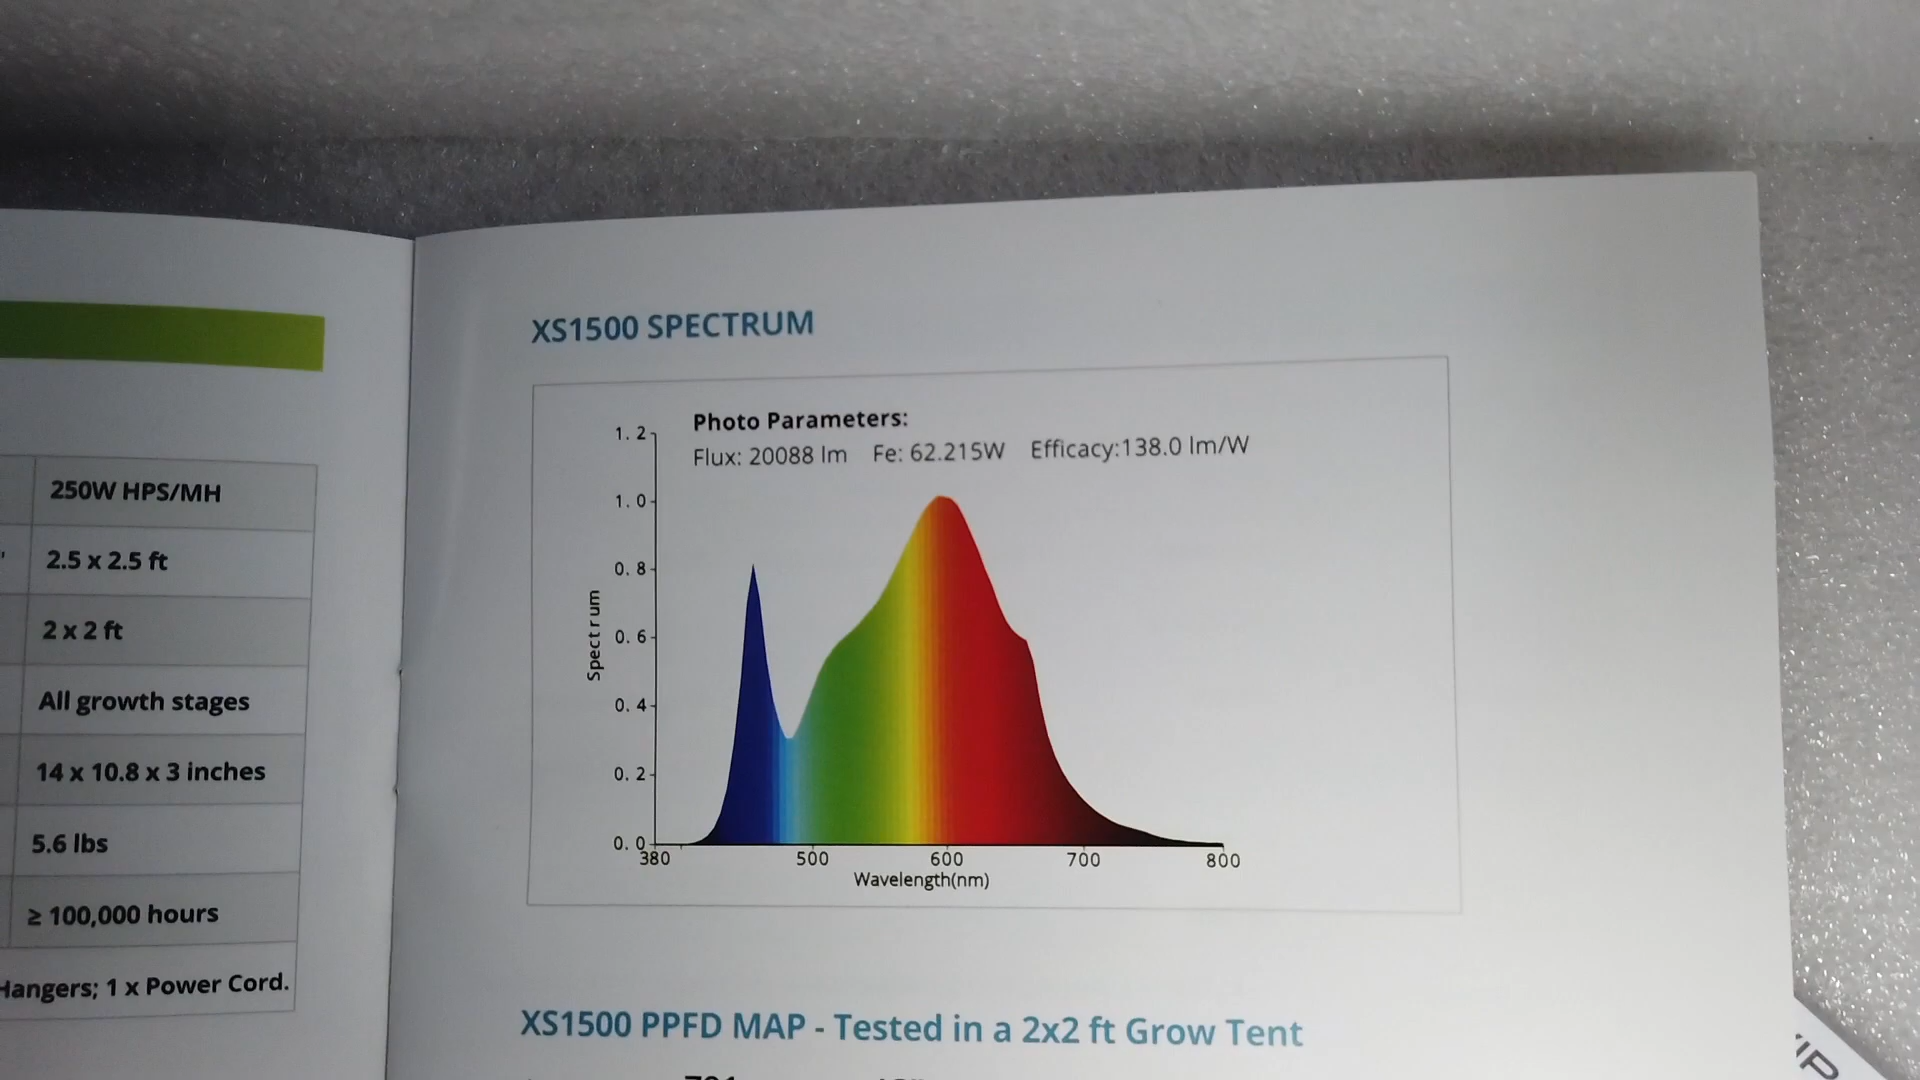 250W HPS/MH
2.5 x 2.5 ft
2 x 2 ft
All growth stages
14 x 10.8 x 3 inches
5.6 lbs
≥ 100,000 hours
Hangers; 1 x Power Cord.
XS1500 SPECTRUM
Photo Parameters:
Flux: 20088 lm Fe: 62.215W Efficacy:138.0 lm/W
1.2
1.0
0.8
0.6
0.4
0.2
0.0
Spectrum
380 500 600 700 800
Wavelength(nm)
XS1500 PPFD MAP - Tested in a 2x2 ft Grow Tent